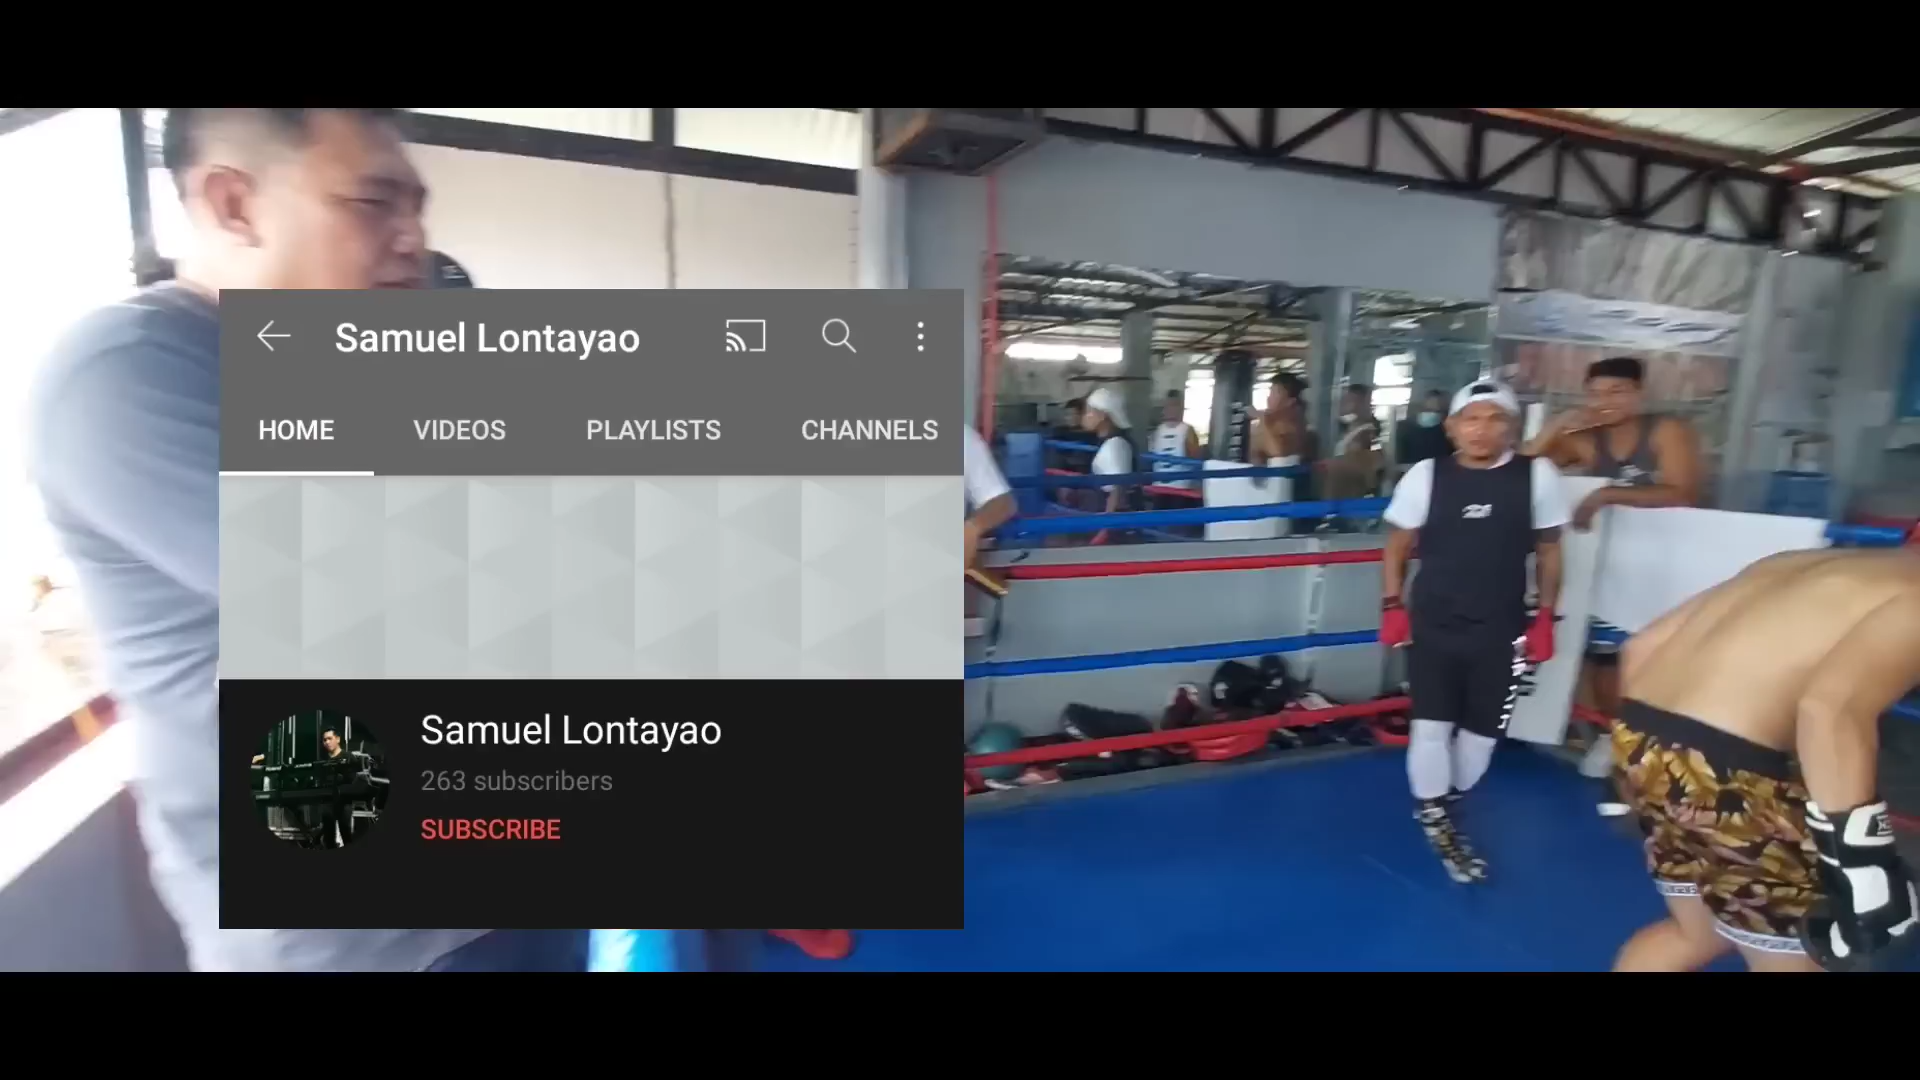 Samuel Lontayao
HOME VIDEOS PLAYLISTS CHANNELS
Samuel Lontayao
263 subscribers
SUBSCRIBE